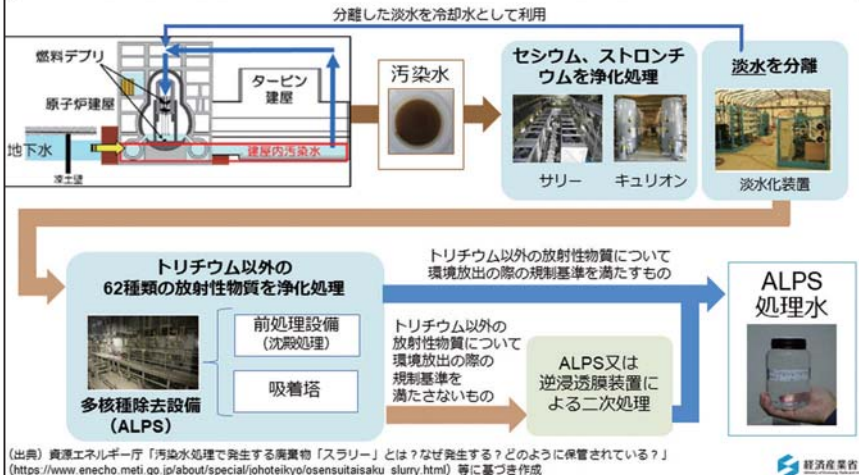 分離した淡水を冷却水として利用
燃料デブリ
原子炉建屋
タービン
建屋
地下水
凍土壁
建屋内汚染水
汚染水
セシウム、ストロンチ
ウムを浄化処理
サリー
キュリオン
淡水を分離
淡水化装置
トリチウム以外の
62種類の放射性物質を浄化処理
多核種除去設備
(ALPS)
前処理設備
(沈殿処理)
吸着塔
トリチウム以外の放射性物質について
環境放出の際の規制基準を満たすもの
トリチウム以外の
放射性物質について
環境放出の際の
規制基準を
満たさないもの
ALPS又は
逆浸透膜装置に
よる二次処理
ALPS
処理水
(出典)資源エネルギー庁「汚染水処理で発生する廃棄物「スラリー」とは?なぜ発生する?どのように保管されている?」
(https://www.enecho.meti.go.jp/about/special/johoteikyo/osensuitaisaku_slurry.html)等に基づき作成
経済産業省